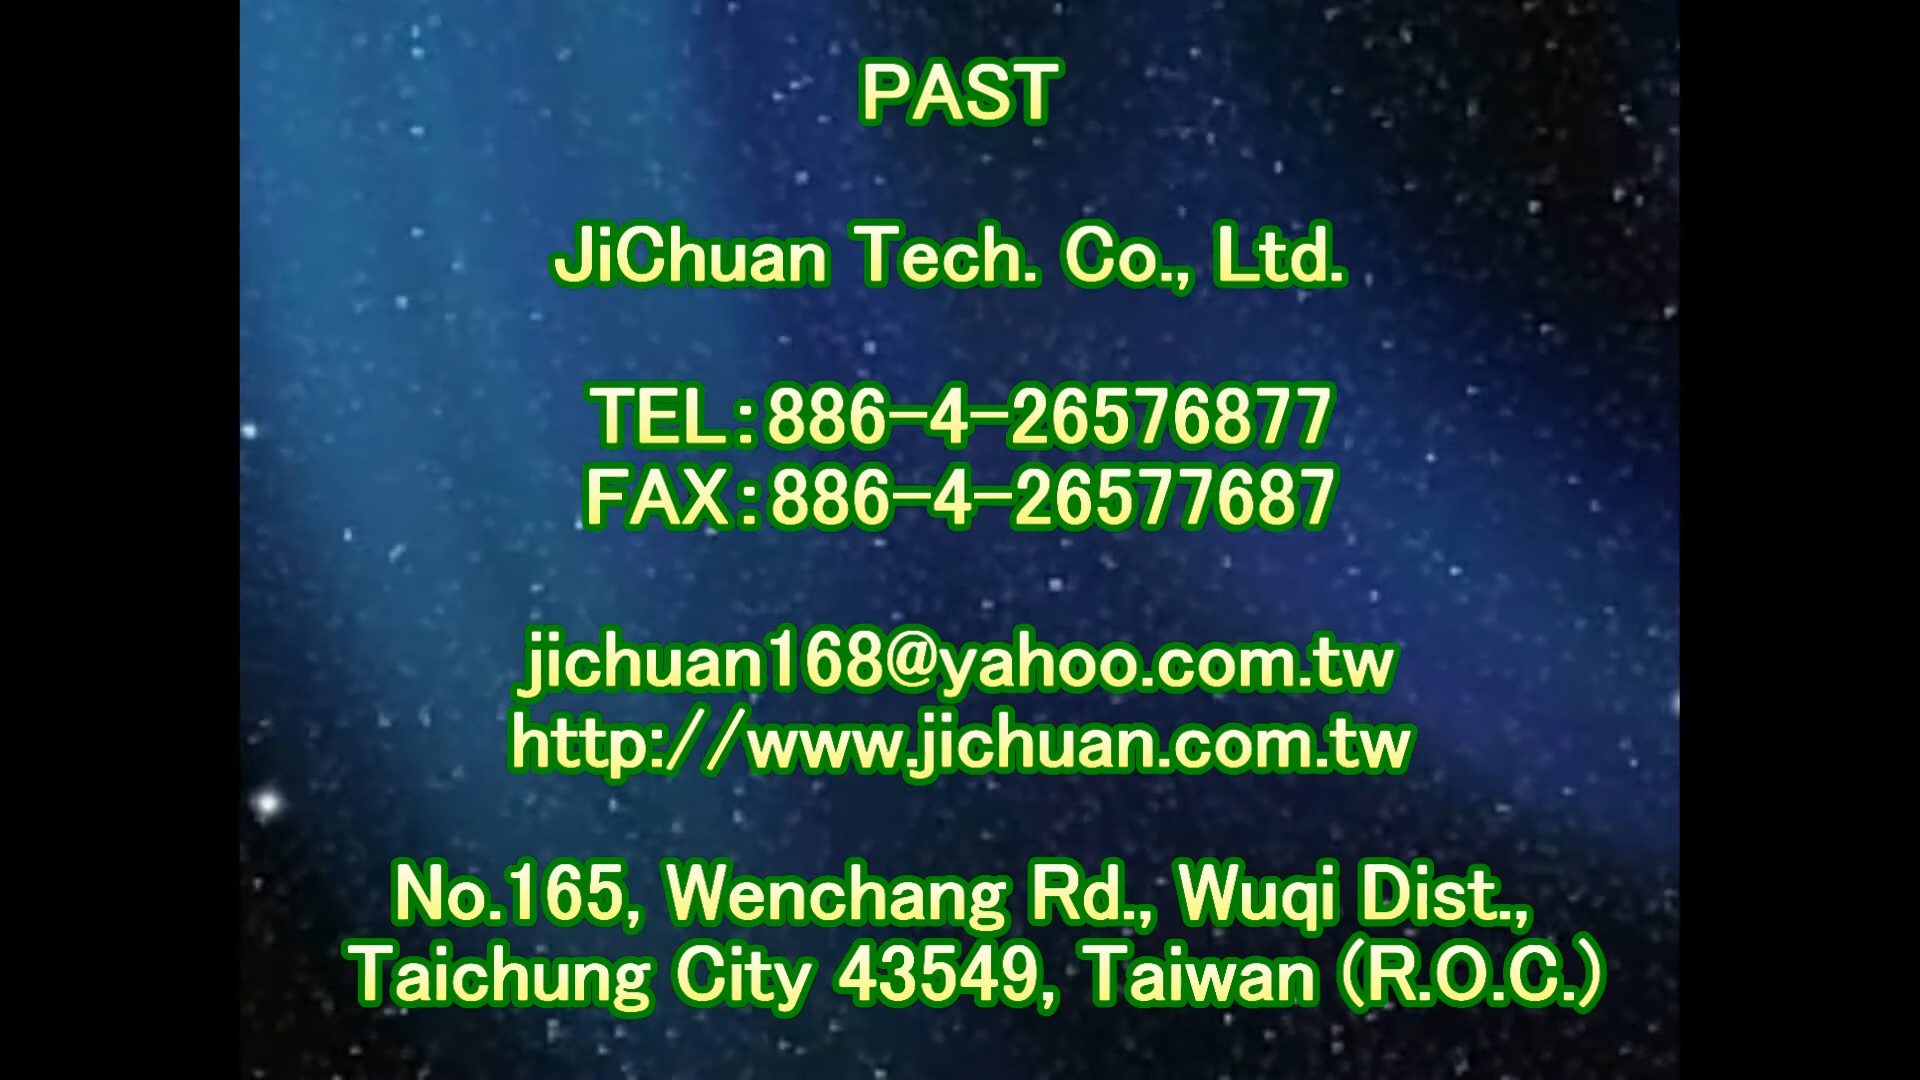 PAST
JiChuan Tech. Co., Ltd.
TEL:886-4-26576877
FAX:886-4-26577687
jichuan168@yahoo.com.tw
http://www.jichuan.com.tw
No.165, Wenchang Rd., Wuqi Dist.,
Taichung City 43549, Taiwan (R.O.C.)